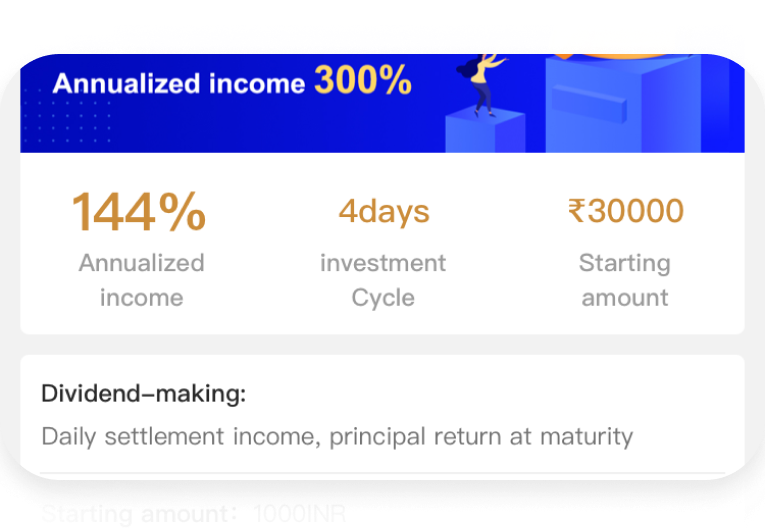 Annualized income 300%
144% 4days ₹30000
Annualized investment Starting
income Cycle amount
Dividend–making:
Daily settlement income, principal return at maturity
Starting amount: 1000INR